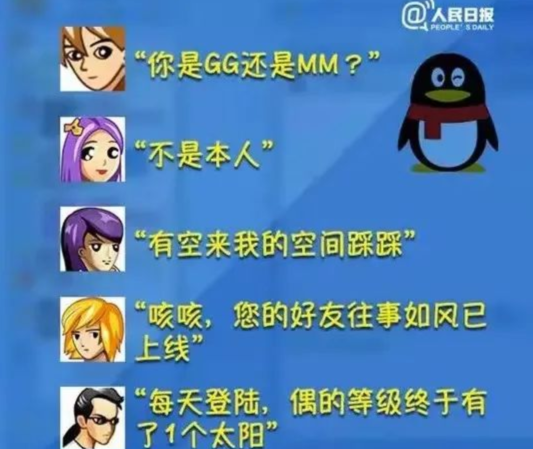 @人民日报
PEOPLE'S DAILY
“你是GG还是MM？”
“不是本人”
“有空来我的空间踩踩”
“咳咳，您的好友往事如风已
上线”
“每天登陆，偶的等级终于有
了1个太阳”